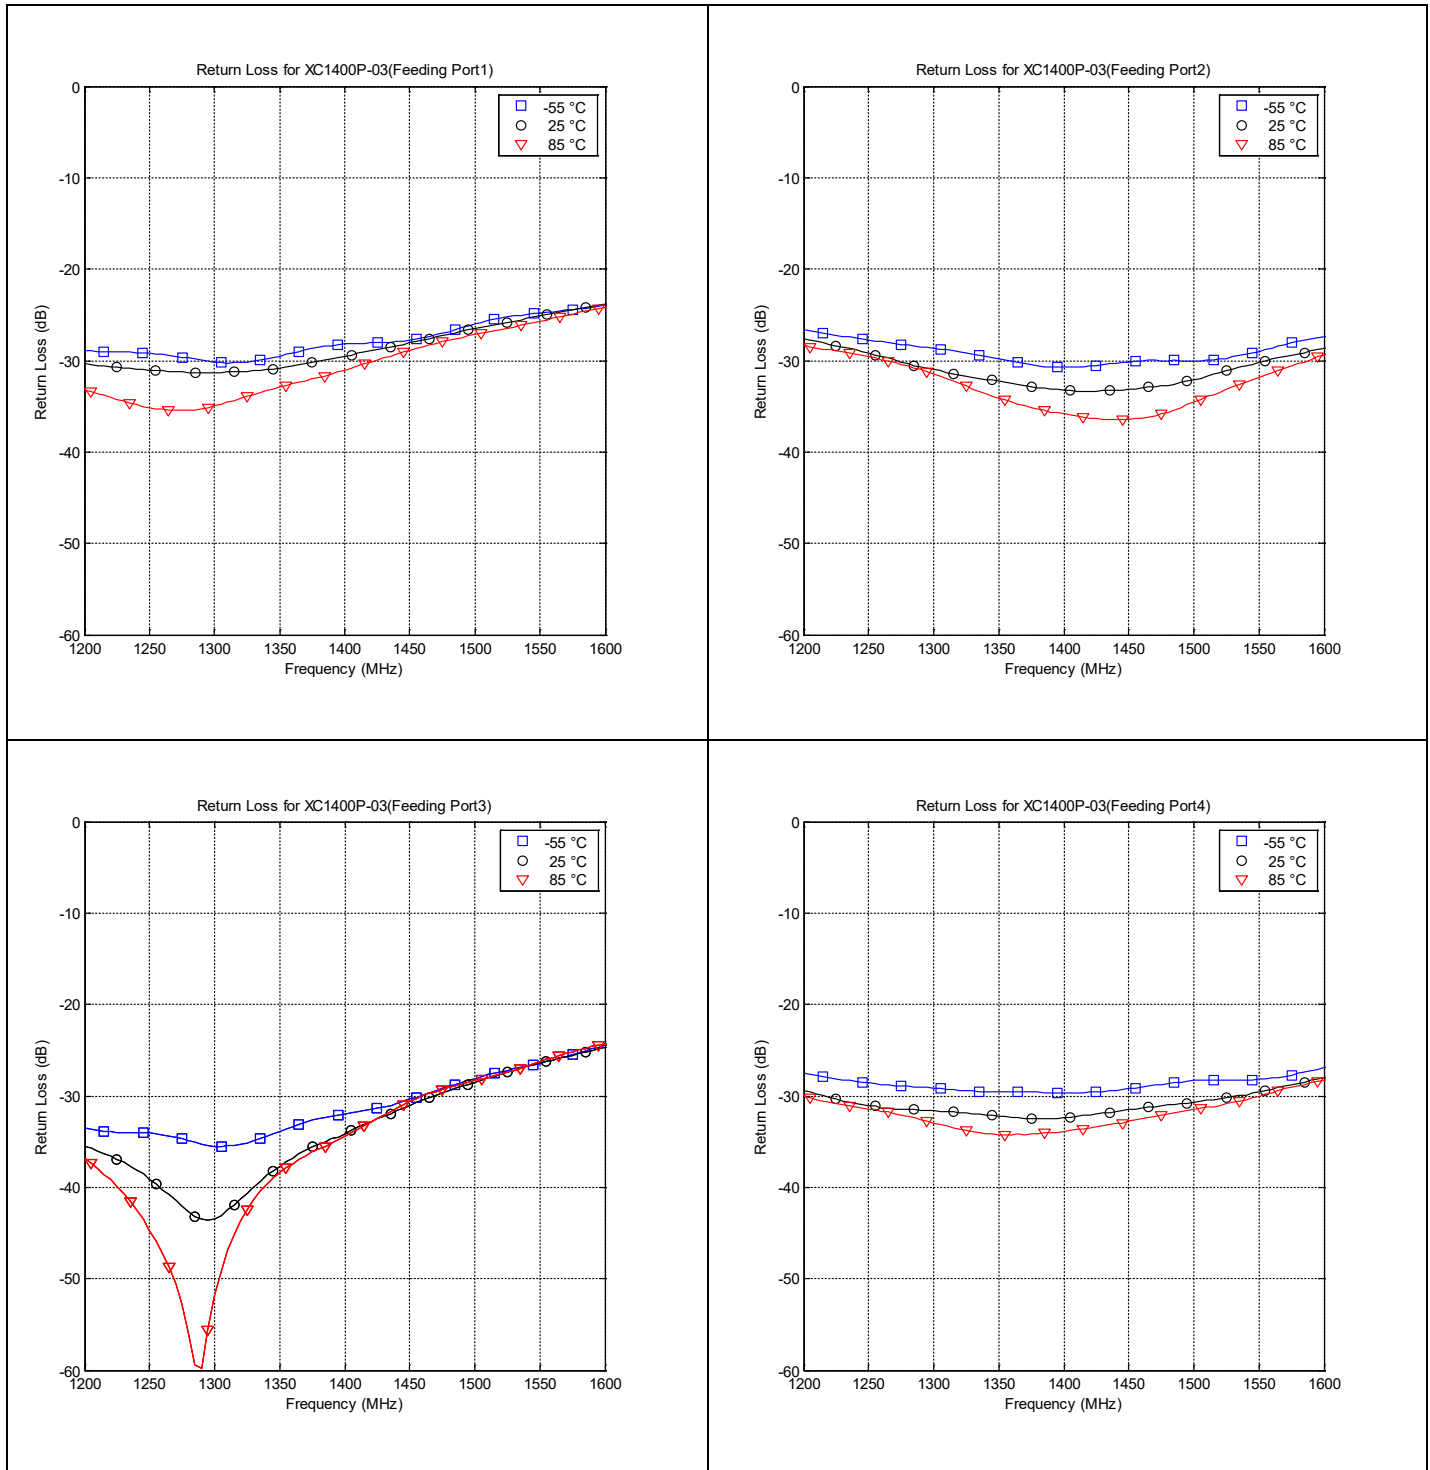 Return Loss for XC1400P-03(Feeding Port1)
0
-10
-20
-30
-40
-50
-60
Return Loss (dB)
-55 °C
25 °C
85 °C
1200 1250 1300 1350 1400 1450 1500 1550 1600
Frequency (MHz)
Return Loss for XC1400P-03(Feeding Port2)
0
-10
-20
-30
-40
-50
-60
Return Loss (dB)
-55 °C
25 °C
85 °C
1200 1250 1300 1350 1400 1450 1500 1550 1600
Frequency (MHz)
Return Loss for XC1400P-03(Feeding Port3)
0
-10
-20
-30
-40
-50
-60
Return Loss (dB)
-55 °C
25 °C
85 °C
1200 1250 1300 1350 1400 1450 1500 1550 1600
Frequency (MHz)
Return Loss for XC1400P-03(Feeding Port4)
0
-10
-20
-30
-40
-50
-60
Return Loss (dB)
-55 °C
25 °C
85 °C
1200 1250 1300 1350 1400 1450 1500 1550 1600
Frequency (MHz)